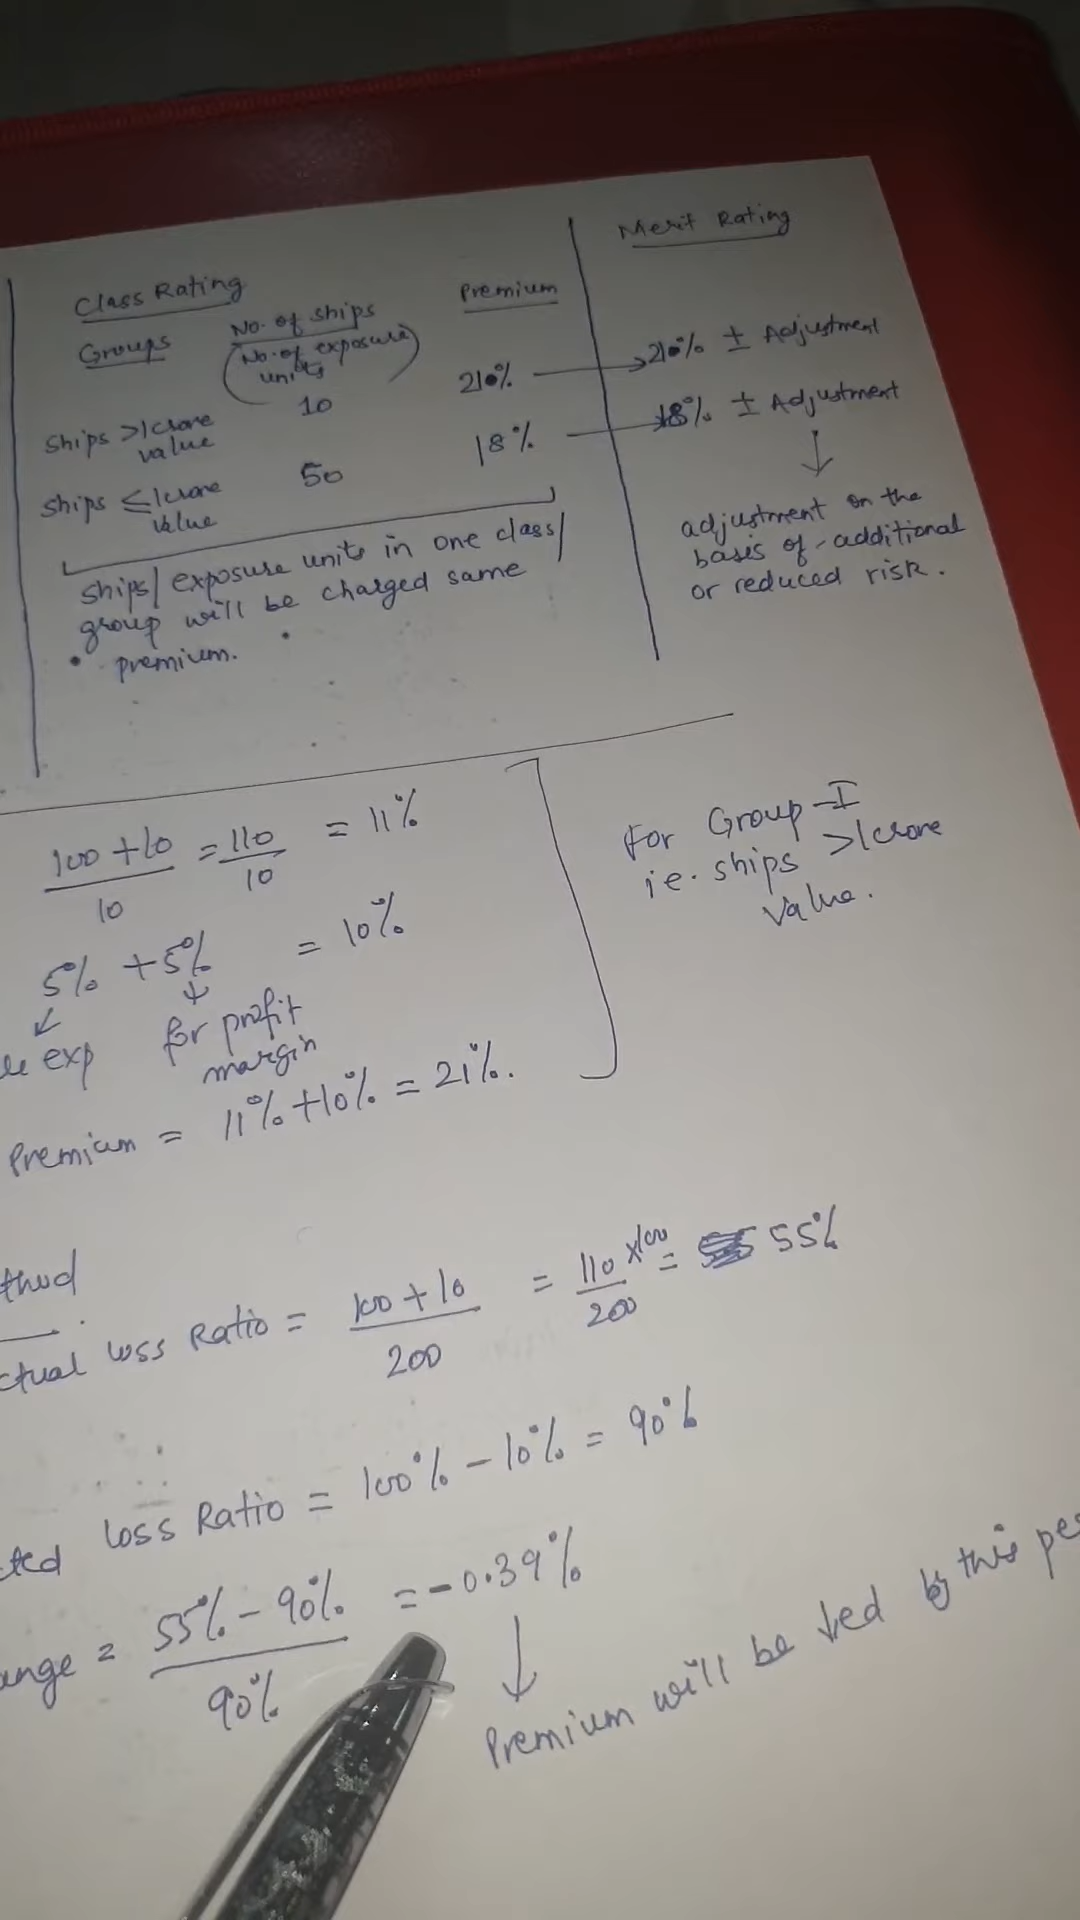 Class Rating
Groups
No. of ships
(No. of exposure units)
Premium
Ships >1crore value
10
210%
Ships ≤1crore value
50
18%
ships/exposure units in one class/
group will be charged same
premium.
Merit Rating
210% ± Adjustment
18% ± Adjustment
↓
adjustment on the
basis of additional
or reduced risk.
100 + 10 / 10 = 110 / 10 = 11%
5% + 5% = 10%
exp
for profit
margin
Premium = 11% + 10% = 21%.
For Group-I
ie. ships >1crore
value.
thod
ctual loss Ratio = 100 + 10 / 200 = 110 / 200 ×100 = 55%
cted loss Ratio = 100% - 10% = 90%
ange = 55% - 90% / 90% = -0.39%
↓
Premium will be ↓ed by this pe